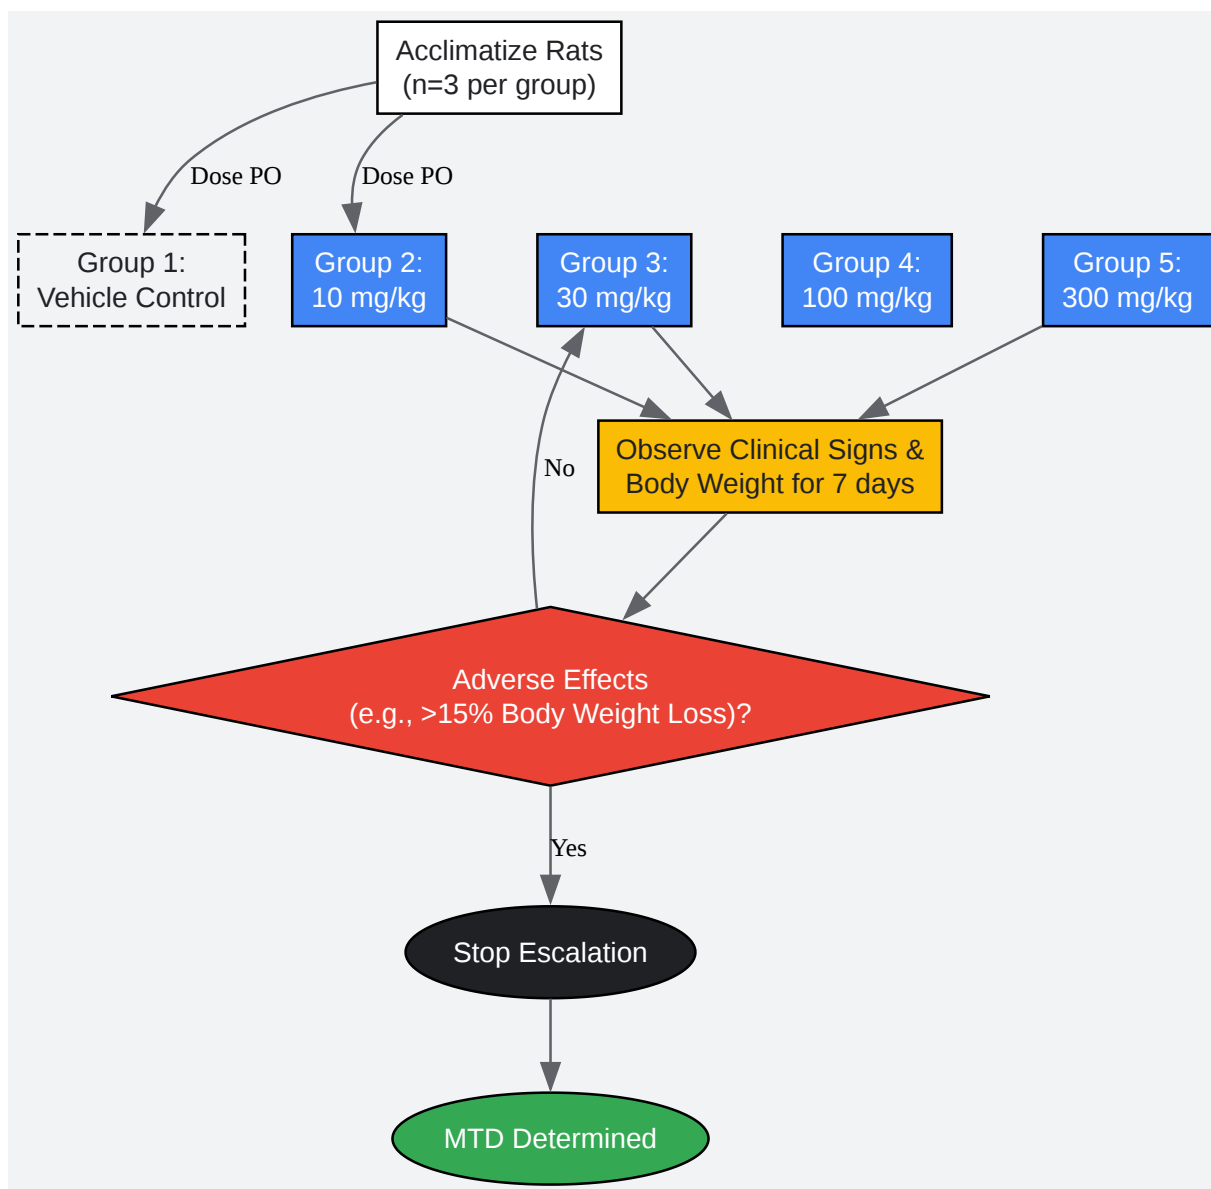 Acclimatize Rats
(n=3 per group)
Dose PO
Dose PO
Group 1:
Vehicle Control
Group 2:
10 mg/kg
Group 3:
30 mg/kg
Group 4:
100 mg/kg
Group 5:
300 mg/kg
Observe Clinical Signs &
Body Weight for 7 days
No
Adverse Effects
(e.g., >15% Body Weight Loss)?
Yes
Stop Escalation
MTD Determined